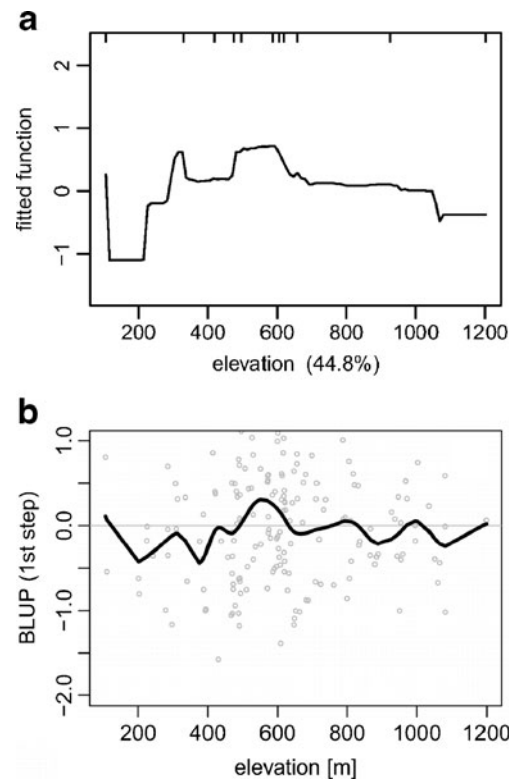 a
fitted function
2
1
0
−1
200 400 600 800 1000 1200
elevation (44.8%)
b
BLUP (1st step)
1.0
0.0
−1.0
−2.0
200 400 600 800 1000 1200
elevation [m]